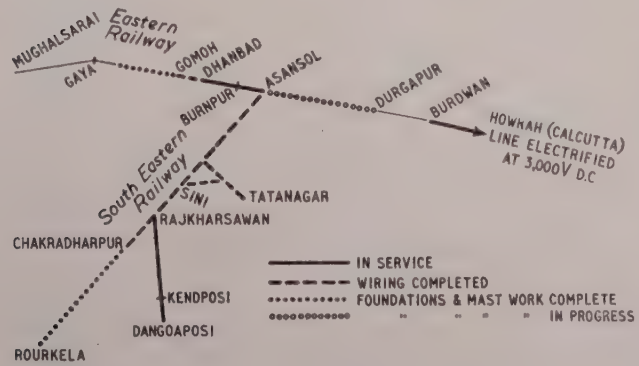 MUGHALSARAI
Eastern
Railway
GAYA
GOMOH
DHANBAD
ASANSOL
BURNPUR
DURGAPUR
BURDWAN
HOWKAH (CALCUTTA)
LINE ELECTRIFIED
AT 3,000V D.C
South Eastern
Railway
SINI
TATANAGAR
RAJKHARSAWAN
CHAKRADHARPUR
KENDPOSI
DANGOAPOSI
ROURKELA
IN SERVICE
WIRING COMPLETED
FOUNDATIONS & MAST WORK COMPLETE
" " " " IN PROGRESS